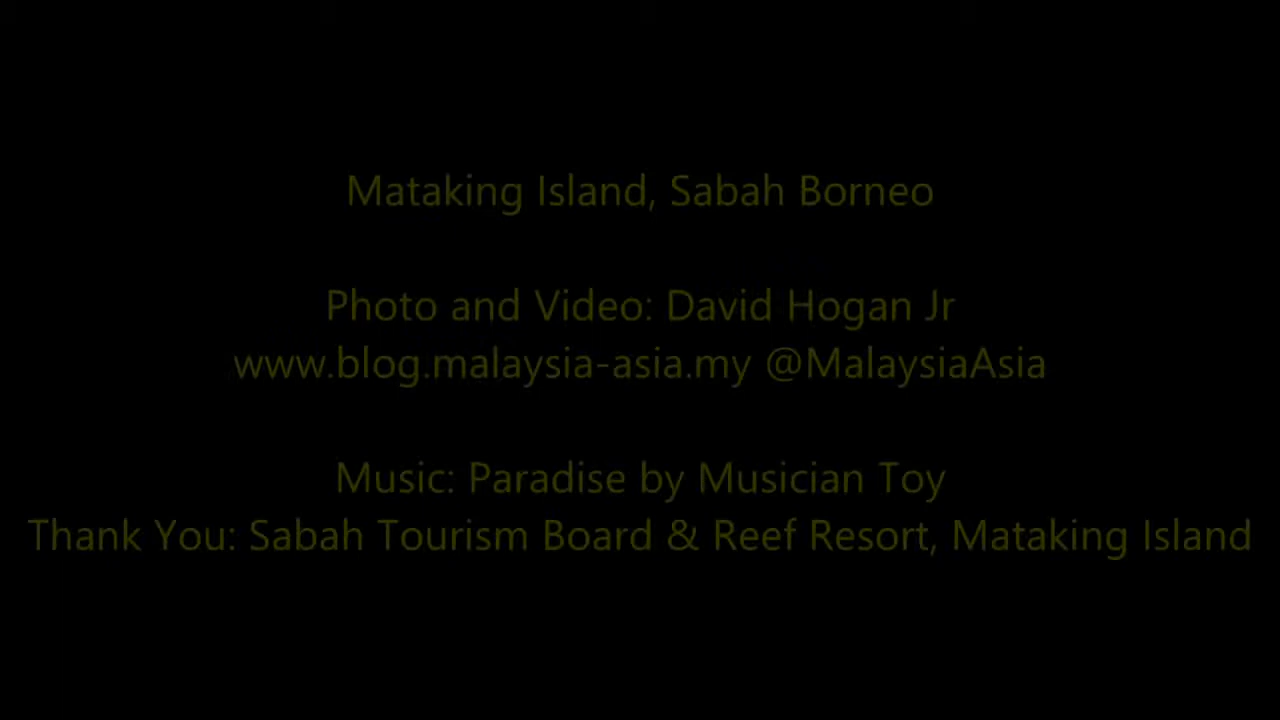 Mataking Island, Sabah Borneo
Photo and Video: David Hogan Jr
www.blog.malaysia-asia.my @MalaysiaAsia
Music: Paradise by Musician Toy
Thank You: Sabah Tourism Board & Reef Resort, Mataking Island